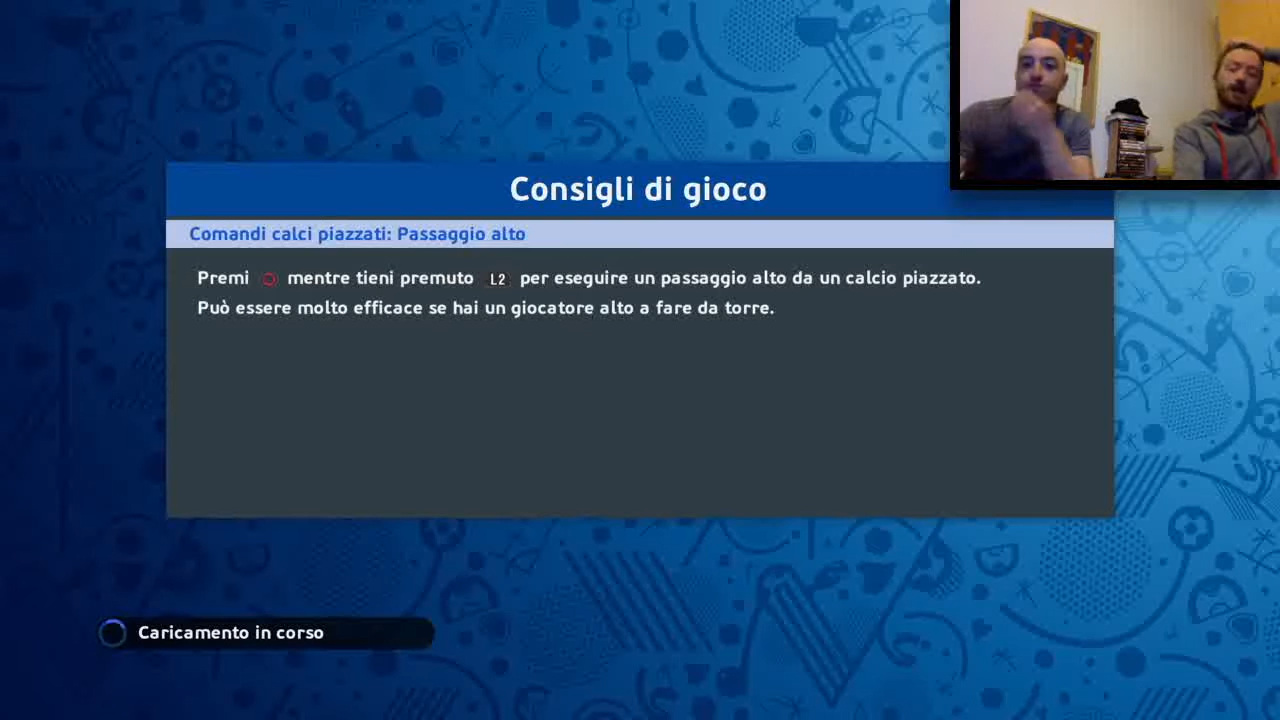 Consigli di gioco
Comandi calci piazzati: Passaggio alto
Premi mentre tieni premuto L2 per eseguire un passaggio alto da un calcio piazzato.
Può essere molto efficace se hai un giocatore alto a fare da torre.
Caricamento in corso